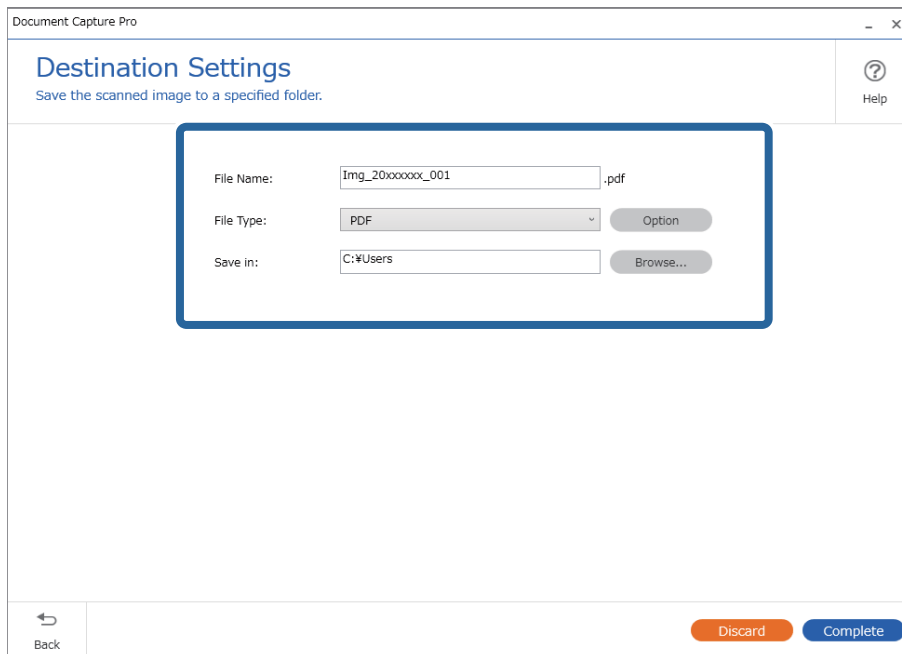 Document Capture Pro
Destination Settings
Save the scanned image to a specified folder.
Help
File Name:
Img_20xxxxxx_001
.pdf
File Type:
PDF
Option
Save in:
C:¥Users
Browse...
Back
Discard
Complete